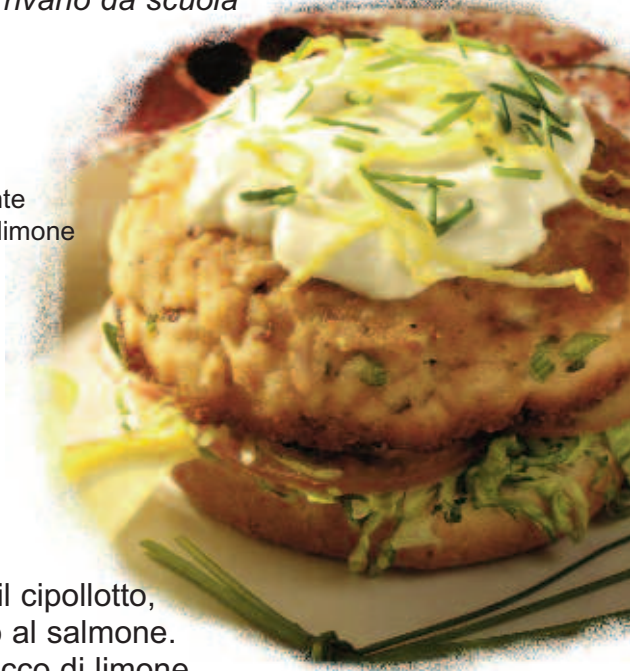 rivano da scuola
nte
limone
il cipollotto,
o al salmone.
cco di limone